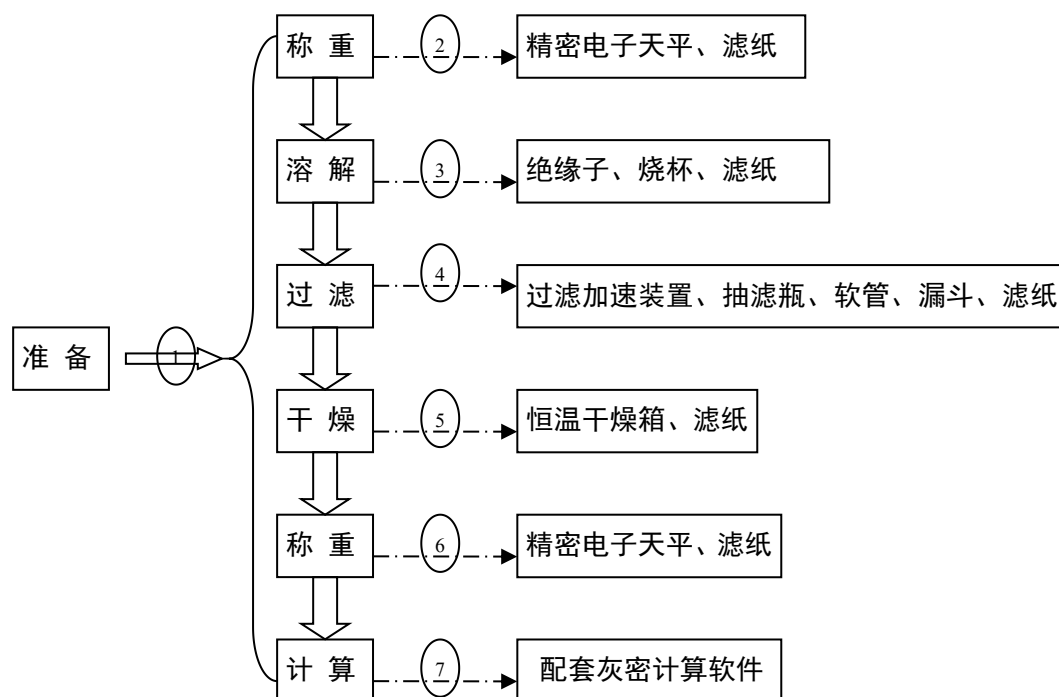 称 重
2
精密电子天平、滤纸
溶 解
3
绝缘子、烧杯、滤纸
过 滤
4
过滤加速装置、抽滤瓶、软管、漏斗、滤纸
准 备
1
干 燥
5
恒温干燥箱、滤纸
称 重
6
精密电子天平、滤纸
计 算
7
配套灰密计算软件